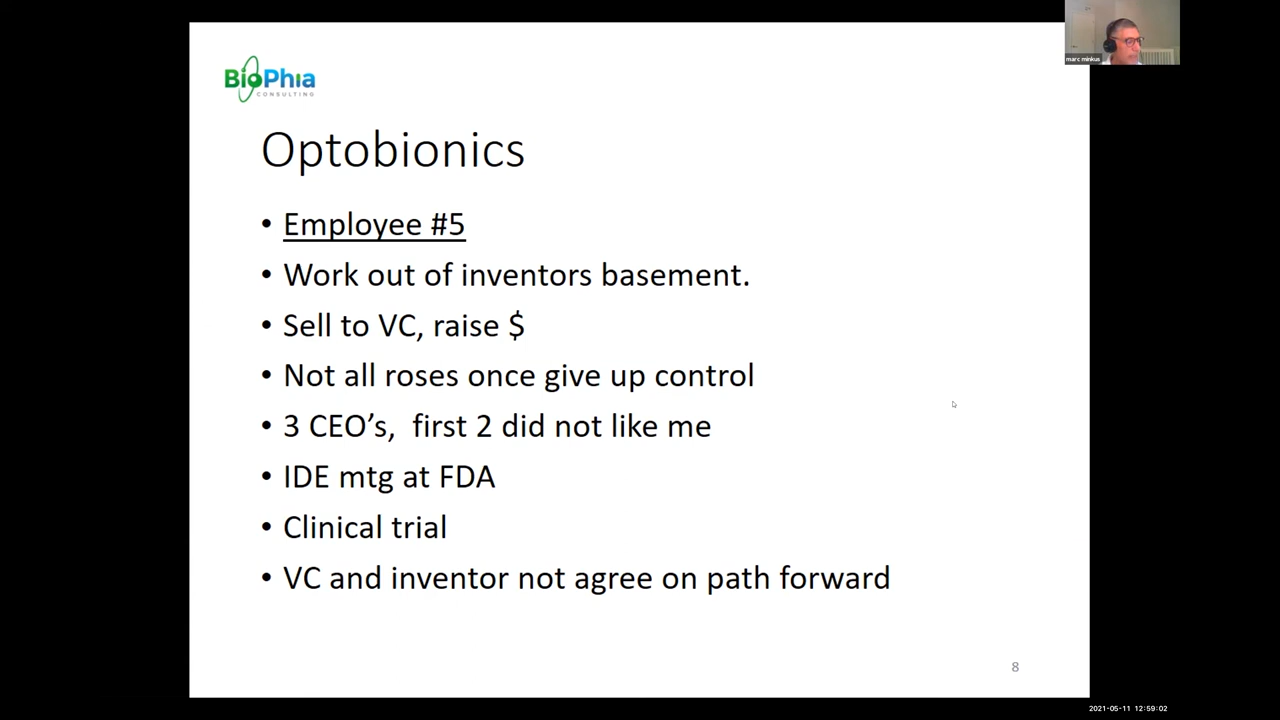 BioPhia
CONSULTING
marc minkus
Optobionics
• Employee #5
• Work out of inventors basement.
• Sell to VC, raise $
• Not all roses once give up control
• 3 CEO’s,  first 2 did not like me
• IDE mtg at FDA
• Clinical trial
• VC and inventor not agree on path forward
8
2021-05-11 12:59:02